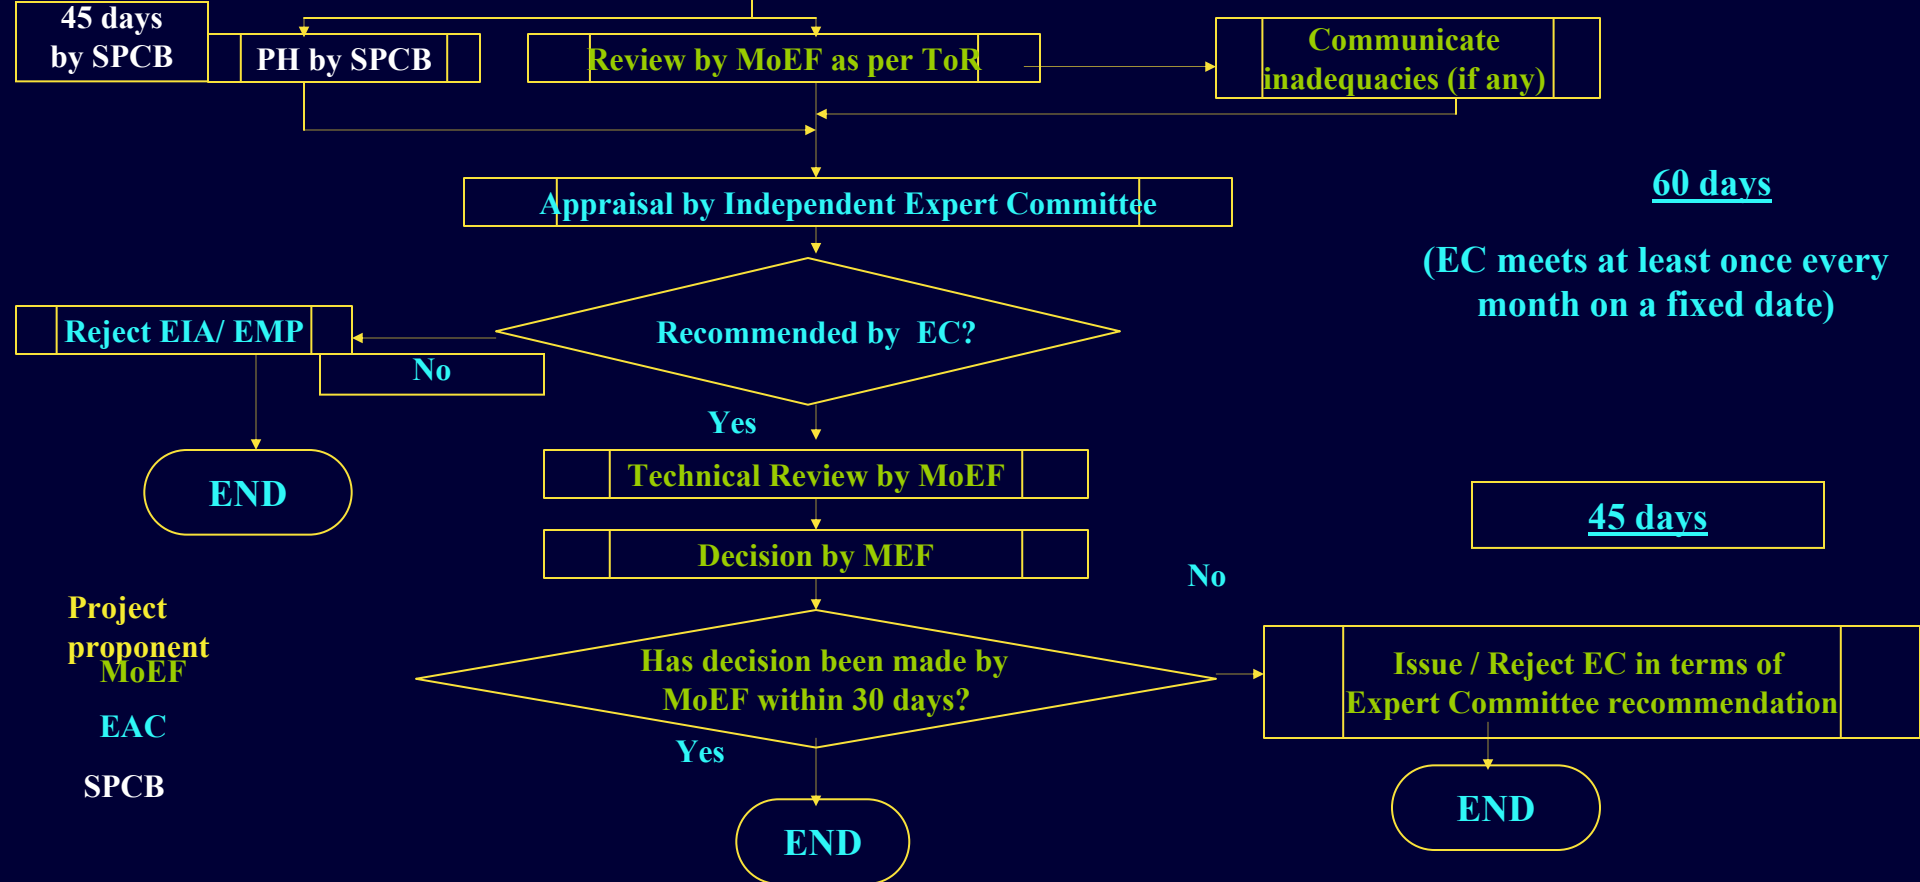 45 days
by SPCB
PH by SPCB
Review by MoEF as per ToR
Communicate
inadequacies (if any)
Appraisal by Independent Expert Committee
60 days
(EC meets at least once every
month on a fixed date)
Reject EIA/ EMP
Recommended by EC?
No
Yes
END
Technical Review by MoEF
45 days
Decision by MEF
No
Project
proponent
MoEF
EAC
SPCB
Has decision been made by
MoEF within 30 days?
Issue / Reject EC in terms of
Expert Committee recommendation
Yes
END
END